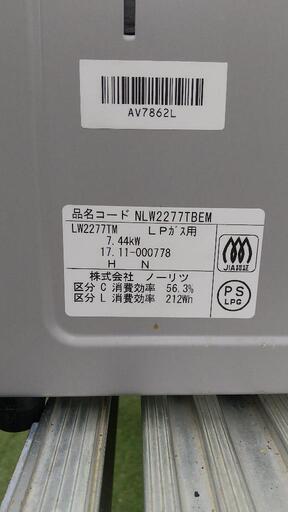 AV7862L
品名コード NLW2277TBEM
LW2277TM LPガス用
7.44kW
17.11-000778
H N
JIA認証
株式会社 ノーリツ
区分 C 消費効率 56.3%
区分 L 消費効率 212Wh
PS
LPG